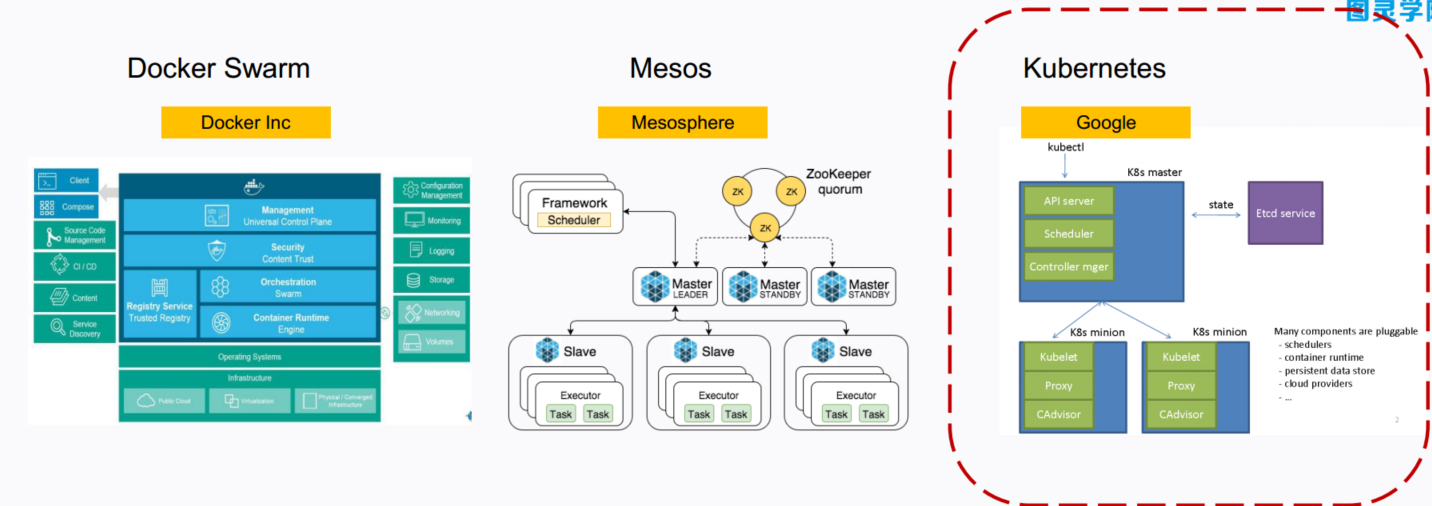 图灵学院
Docker Swarm
Docker Inc
Client
Compose
Source Code
Management
CI / CD
Content
Service
Discovery
Management
Universal Control Plane
Security
Content Trust
Registry Service
Trusted Registry
Orchestration
Swarm
Container Runtime
Engine
Configuration
Management
Monitoring
Logging
Storage
Networking
Volumes
Operating Systems
Infrastructure
Public Cloud
Virtualization
Physical / Converged
Infrastructure
Mesos
Mesosphere
Framework
Scheduler
ZooKeeper
quorum
ZK
ZK
ZK
Master
LEADER
Master
STANDBY
Master
STANDBY
Slave
Executor
Task Task
Slave
Executor
Task Task
Slave
Executor
Task Task
Kubernetes
Google
kubectl
K8s master
API server
Scheduler
Controller mger
state
Etcd service
K8s minion
Kubelet
Proxy
CAdvisor
K8s minion
Kubelet
Proxy
CAdvisor
Many components are pluggable
- schedulers
- container runtime
- persistent data store
- cloud providers
- ...
2